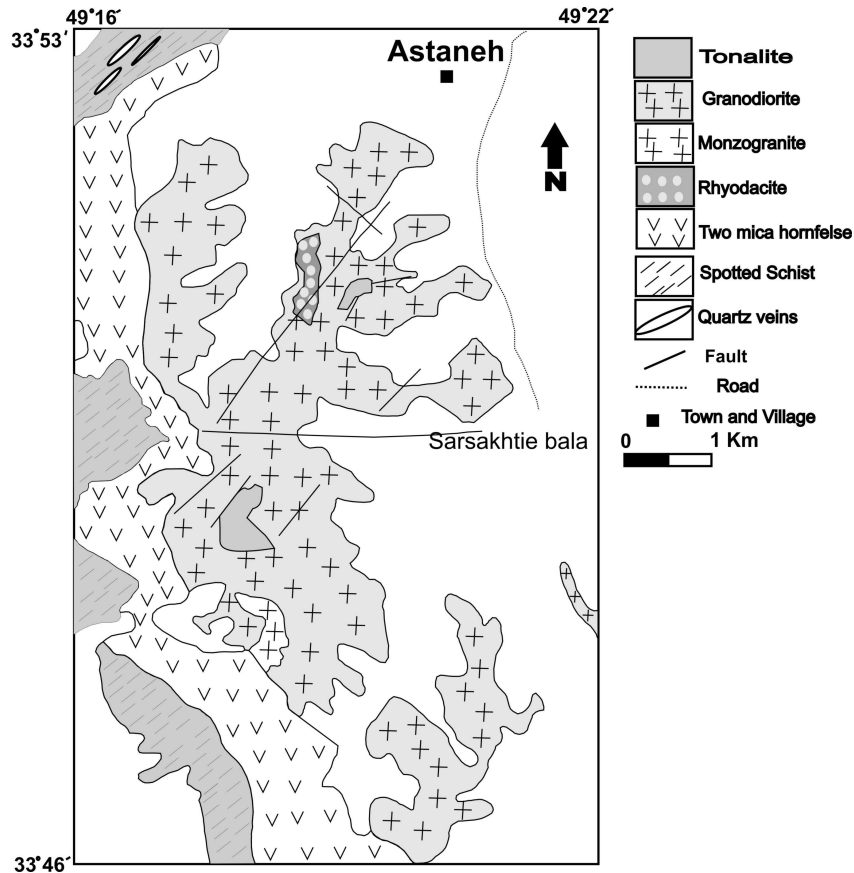 49°16′
49°22′
33°53′
Astaneh
N
Sarsakhtie bala
33°46′
Tonalite
Granodiorite
Monzogranite
Rhyodacite
Two mica hornfelse
Spotted Schist
Quartz veins
Fault
Road
Town and Village
0 1 Km